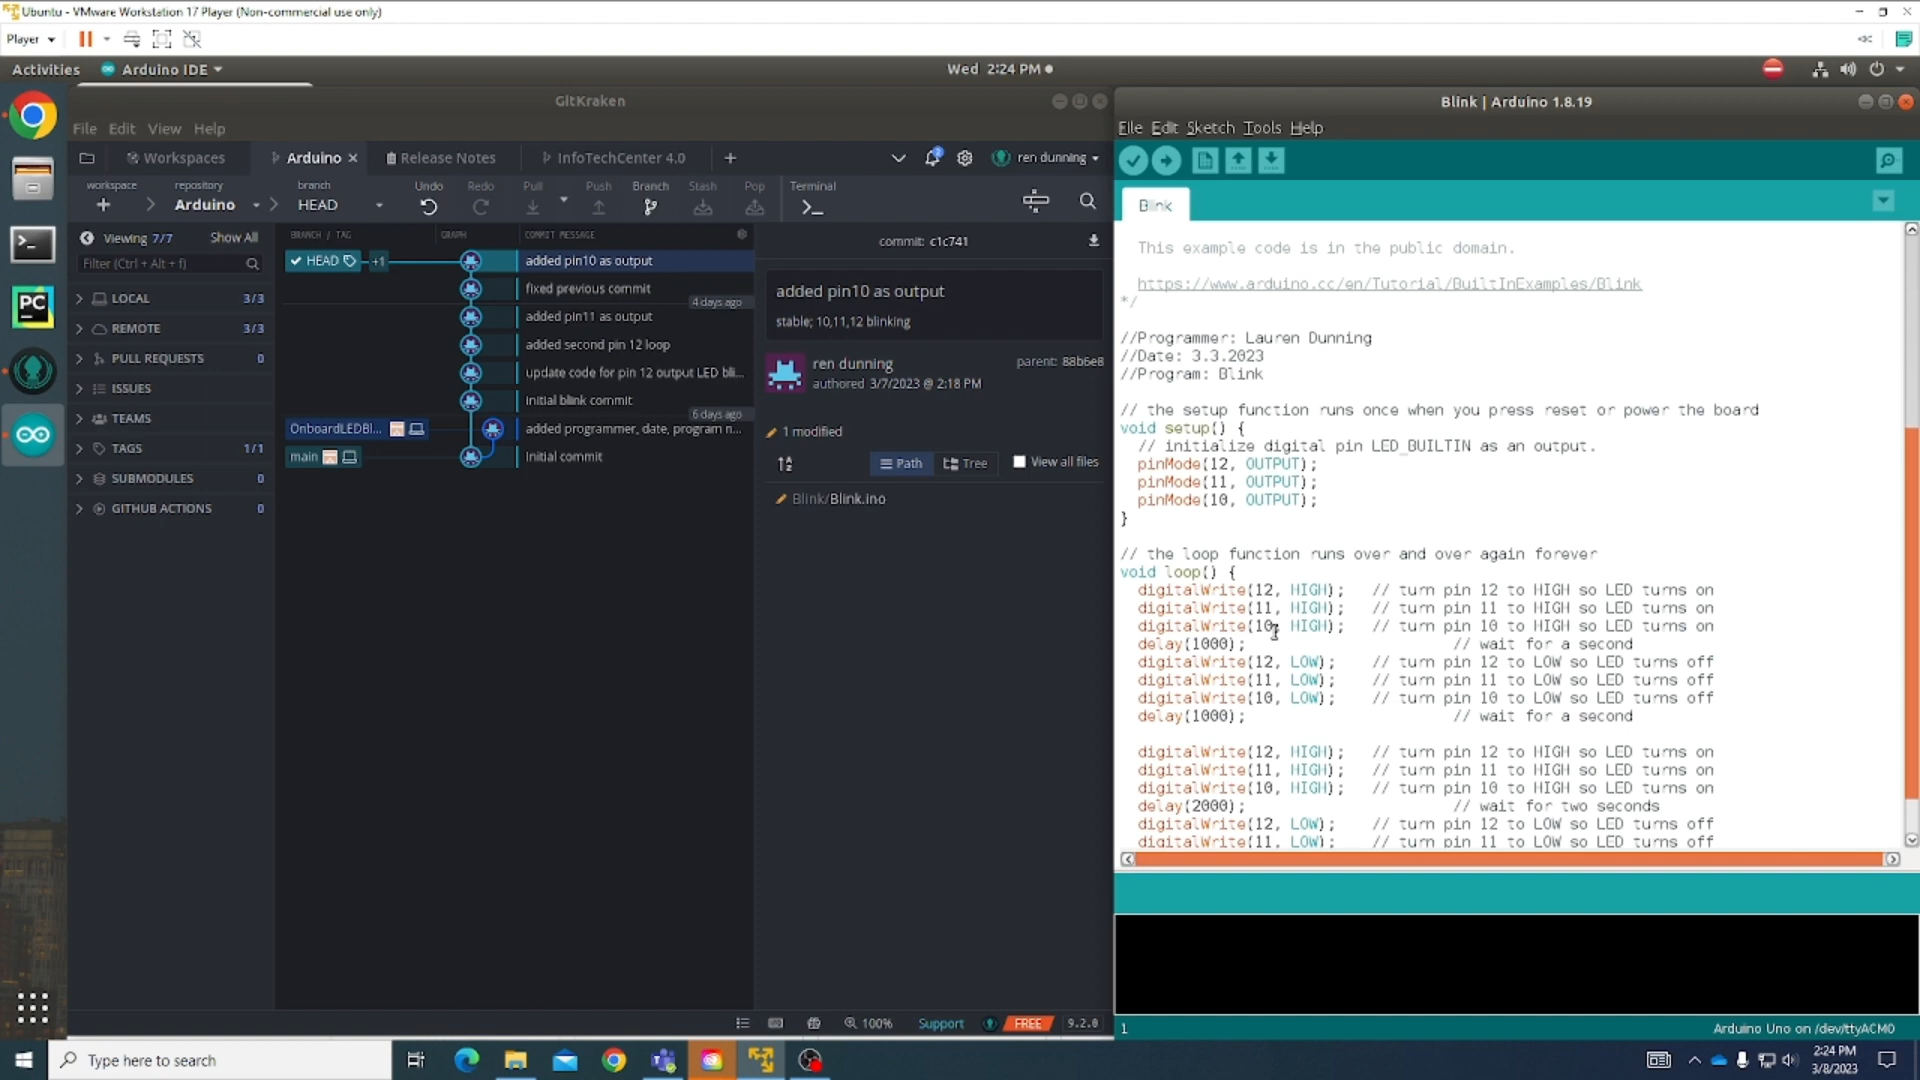 Ubuntu - VMware Workstation 17 Player (Non-commercial use only)
Player
Activities
Arduino IDE
Wed 2:24 PM
GitKraken
File Edit View Help
Workspaces
Arduino
Release Notes
InfoTechCenter 4.0
ren dunning
workspace
repository
Arduino
branch
HEAD
Undo
Redo
Pull
Push
Branch
Stash
Pop
Terminal
Viewing 7/7
Show All
Filter (Ctrl + Alt + f)
LOCAL 3/3
REMOTE 3/3
PULL REQUESTS 0
ISSUES
TEAMS
TAGS 1/1
SUBMODULES 0
GITHUB ACTIONS 0
BRANCH / TAG
GRAPH
COMMIT MESSAGE
HEAD +1 added pin10 as output
fixed previous commit
4 days ago
added pin11 as output
added second pin 12 loop
update code for pin 12 output LED bli...
initial blink commit
6 days ago
OnboardLEDBl... added programmer, date, program n...
main Initial commit
commit: c1c741
added pin10 as output
stable; 10,11,12 blinking
ren dunning
authored 3/7/2023 @ 2:18 PM
parent: 88b6e8
1 modified
Path
Tree
View all files
Blink/Blink.ino
100%
Support
FREE
9.2.0
Blink | Arduino 1.8.19
File Edit Sketch Tools Help
Blink
This example code is in the public domain.
https://www.arduino.cc/en/Tutorial/BuiltInExamples/Blink
*/
//Programmer: Lauren Dunning
//Date: 3.3.2023
//Program: Blink
// the setup function runs once when you press reset or power the board
void setup() {
// initialize digital pin LED_BUILTIN as an output.
pinMode(12, OUTPUT);
pinMode(11, OUTPUT);
pinMode(10, OUTPUT);
}
// the loop function runs over and over again forever
void loop() {
digitalWrite(12, HIGH); // turn pin 12 to HIGH so LED turns on
digitalWrite(11, HIGH); // turn pin 11 to HIGH so LED turns on
digitalWrite(10, HIGH); // turn pin 10 to HIGH so LED turns on
delay(1000); // wait for a second
digitalWrite(12, LOW); // turn pin 12 to LOW so LED turns off
digitalWrite(11, LOW); // turn pin 11 to LOW so LED turns off
digitalWrite(10, LOW); // turn pin 10 to LOW so LED turns off
delay(1000); // wait for a second
digitalWrite(12, HIGH); // turn pin 12 to HIGH so LED turns on
digitalWrite(11, HIGH); // turn pin 11 to HIGH so LED turns on
digitalWrite(10, HIGH); // turn pin 10 to HIGH so LED turns on
delay(2000); // wait for two seconds
digitalWrite(12, LOW); // turn pin 12 to LOW so LED turns off
digitalWrite(11, LOW); // turn pin 11 to LOW so LED turns off
1
Arduino Uno on /dev/ttyACM0
Type here to search
2:24 PM
3/8/2023